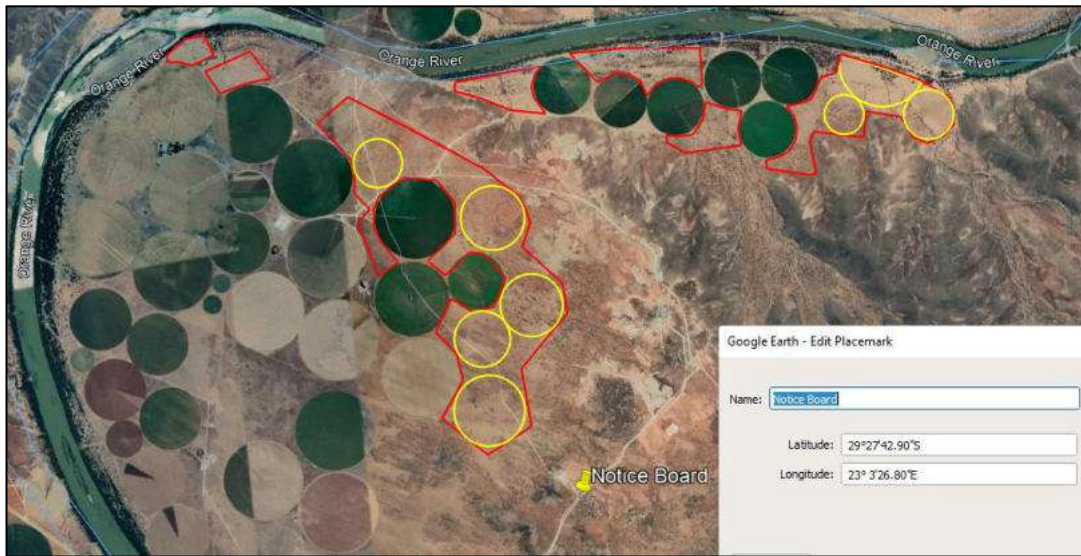 Orange River
Orange River
Orange River
Orange River
Notice Board
Google Earth - Edit Placemark
Name: Notice Board
Latitude: 29°27'42.90"S
Longitude: 23° 3'26.80"E